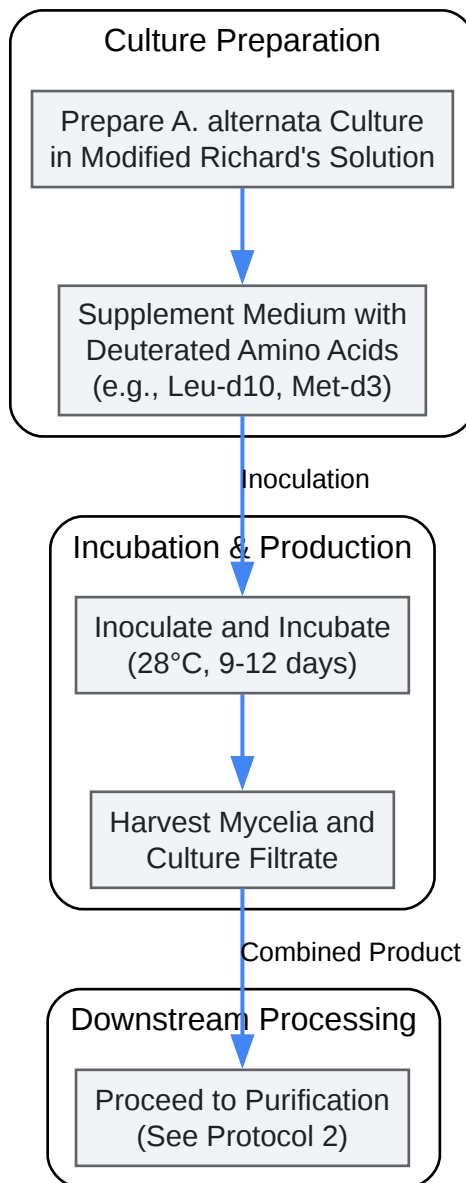 Culture Preparation
Prepare A. alternata Culture
in Modified Richard's Solution
Supplement Medium with
Deuterated Amino Acids
(e.g., Leu-d10, Met-d3)
Inoculation
Incubation & Production
Inoculate and Incubate
(28°C, 9-12 days)
Harvest Mycelia and
Culture Filtrate
Combined Product
Downstream Processing
Proceed to Purification
(See Protocol 2)